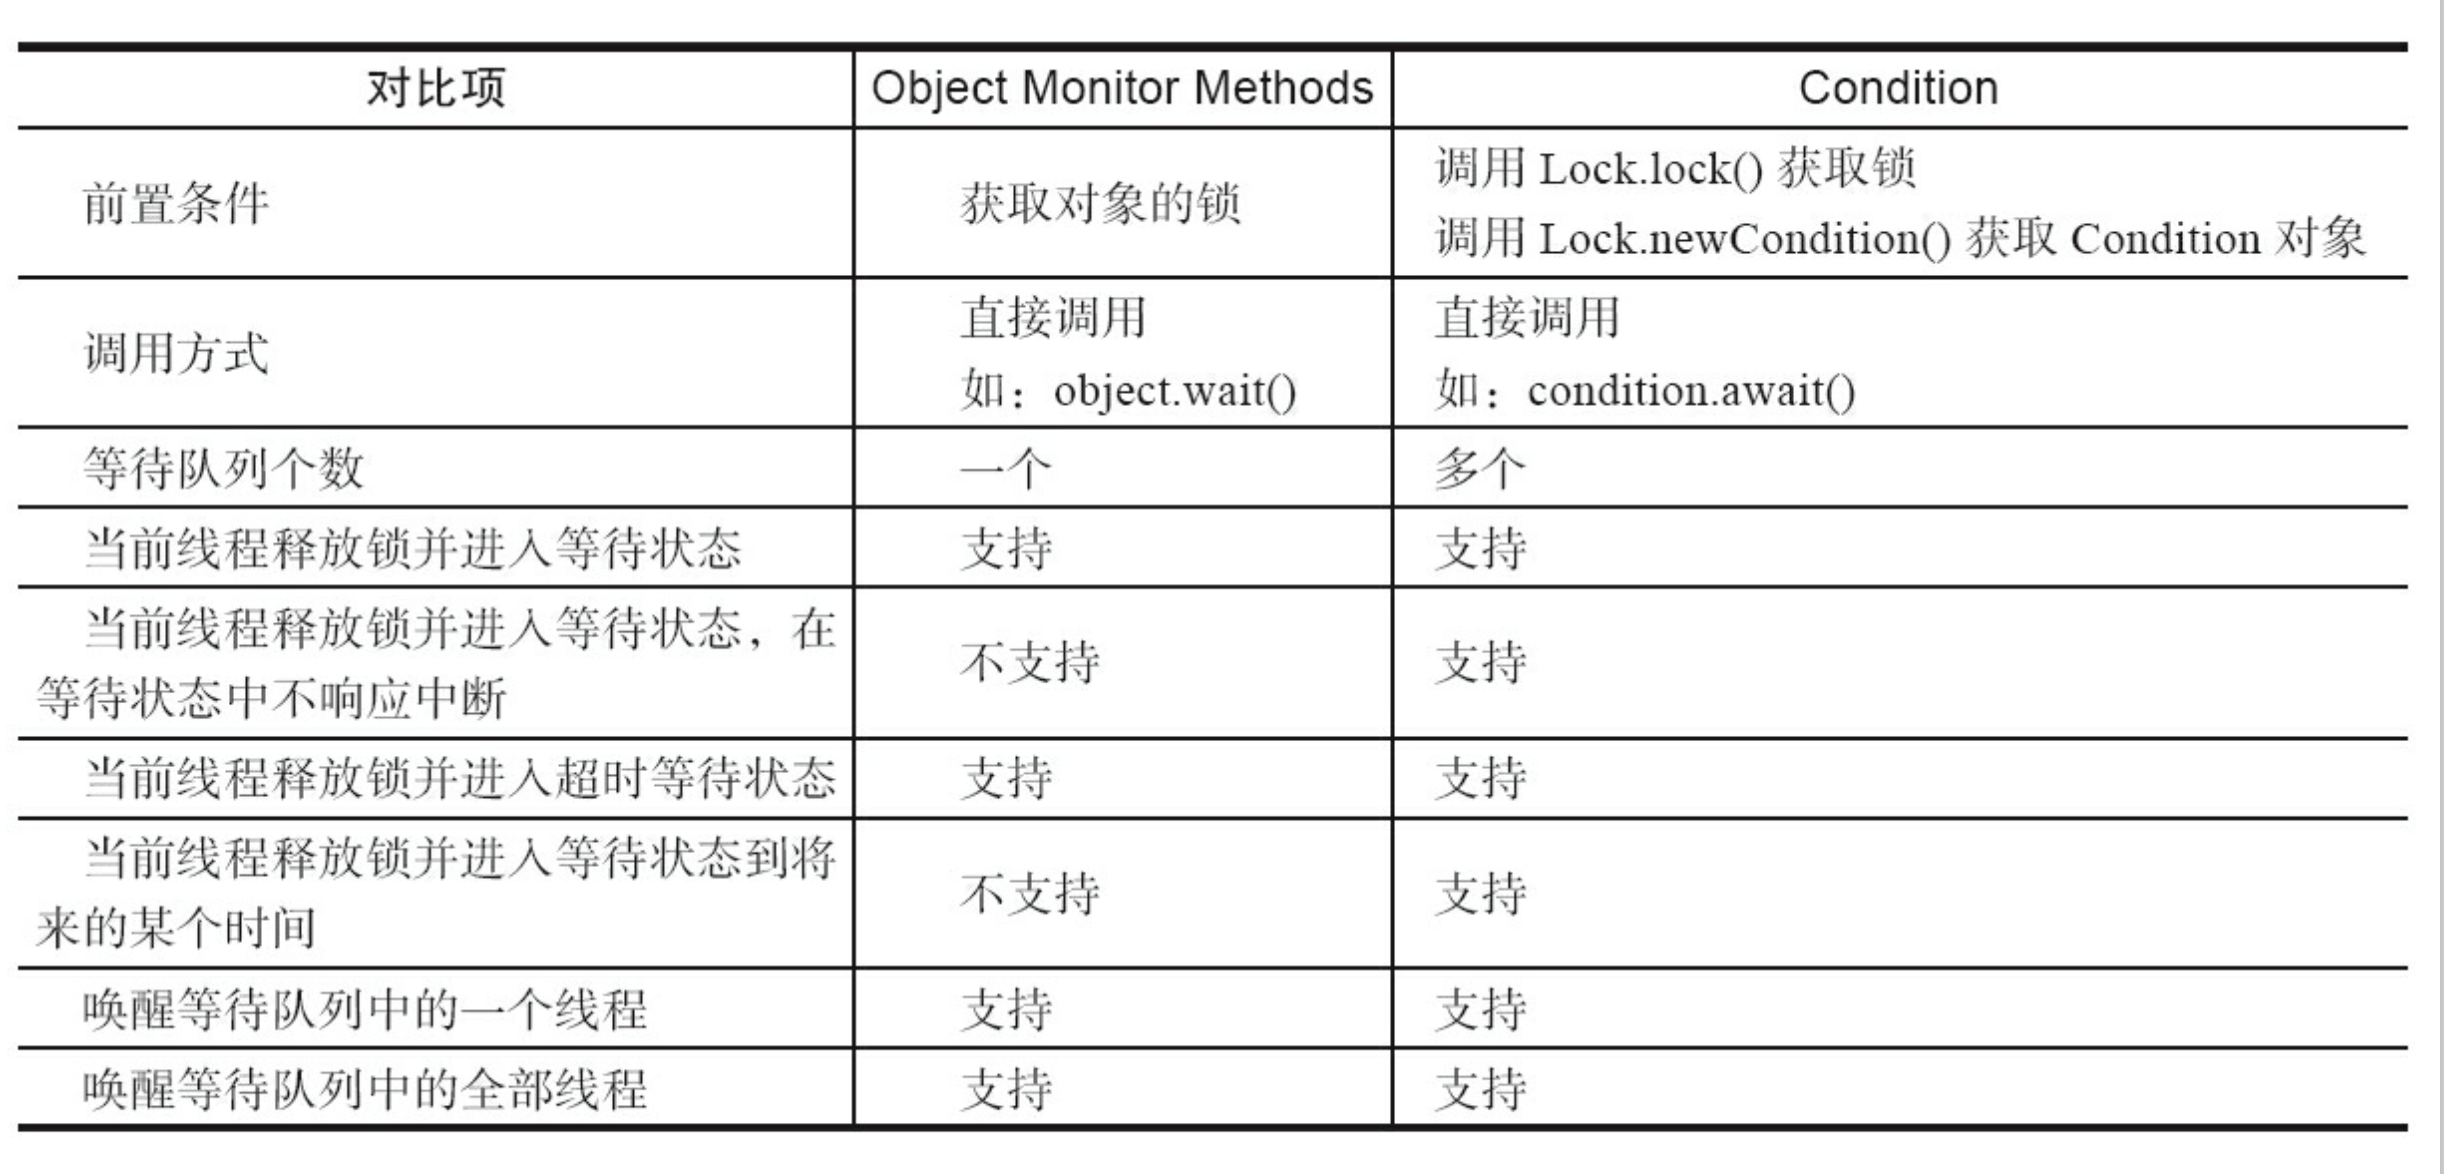 对比项 Object Monitor Methods Condition
前置条件 获取对象的锁 调用 Lock.lock() 获取锁
调用 Lock.newCondition() 获取 Condition 对象
调用方式 直接调用 直接调用
如：object.wait() 如：condition.await()
等待队列个数 一个 多个
当前线程释放锁并进入等待状态 支持 支持
当前线程释放锁并进入等待状态，在
等待状态中不响应中断 不支持 支持
当前线程释放锁并进入超时等待状态 支持 支持
当前线程释放锁并进入等待状态到将
来的某个时间 不支持 支持
唤醒等待队列中的一个线程 支持 支持
唤醒等待队列中的全部线程 支持 支持